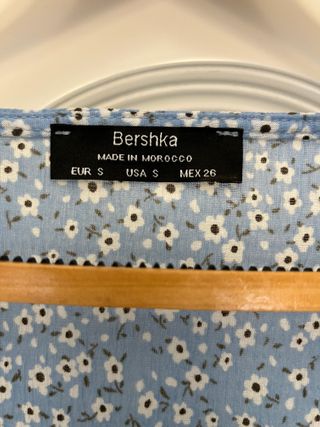 Bershka
MADE IN MOROCCO
EUR S USA S MEX 26